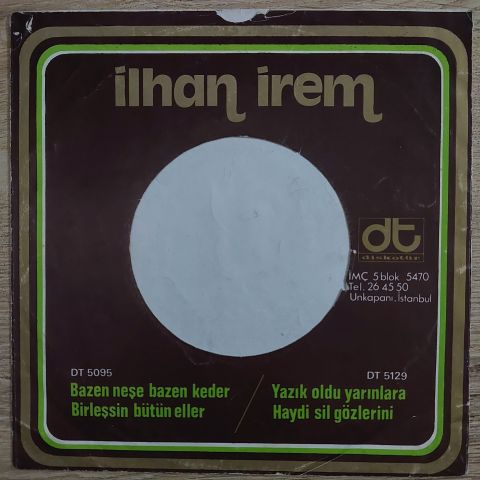 ilhan irem
dt
diskotür
İMÇ 5 blok 5470
Tel. 26 45 50
Unkapanı, İstanbul
DT 5095
Bazen neşe bazen keder
Birleşsin bütün eller
DT 5129
Yazık oldu yarınlara
Haydi sil gözlerini